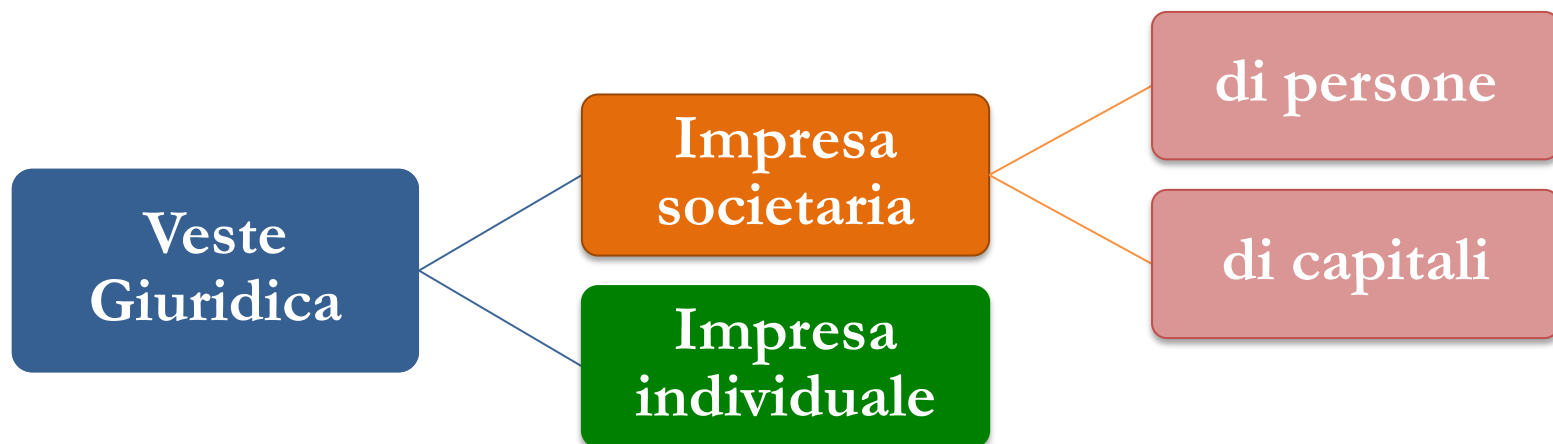 Veste
Giuridica
Impresa
societaria
Impresa
individuale
di persone
di capitali